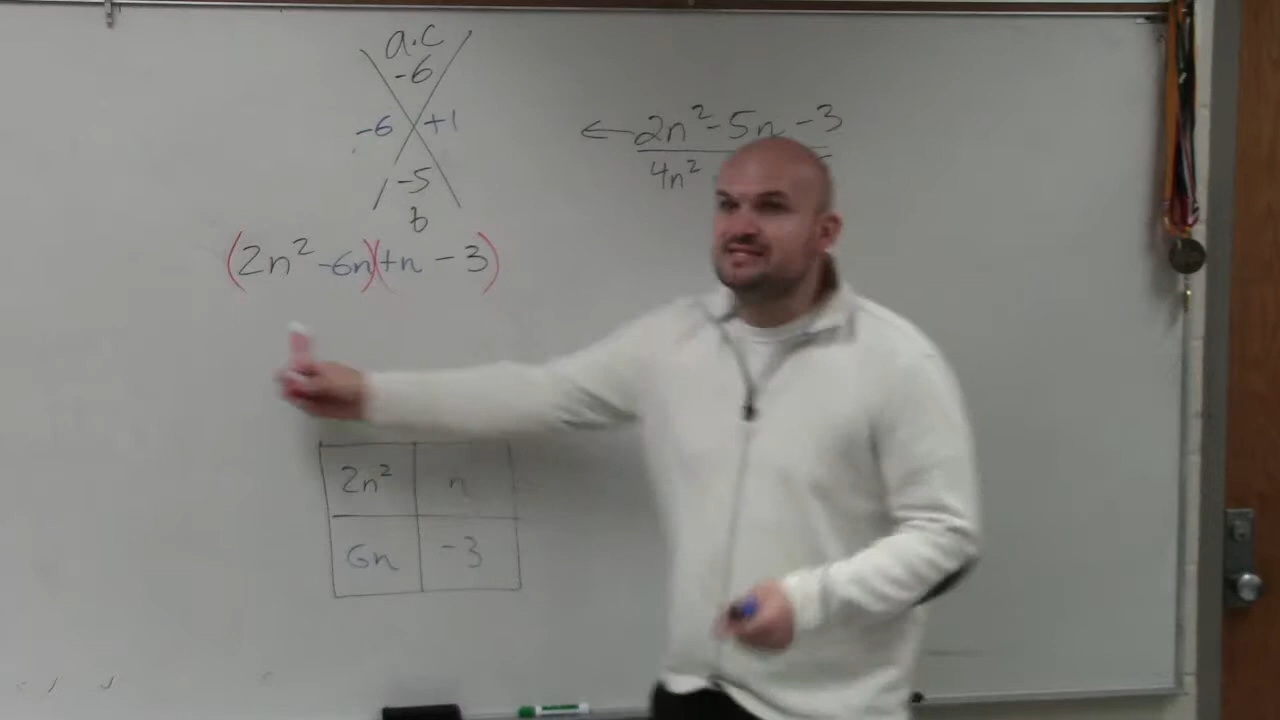 a.c
-6
-6 +1
-5
b
(2n² -6n)(+n - 3)
← 2n² - 5n - 3
4n²
2n² n
6n -3